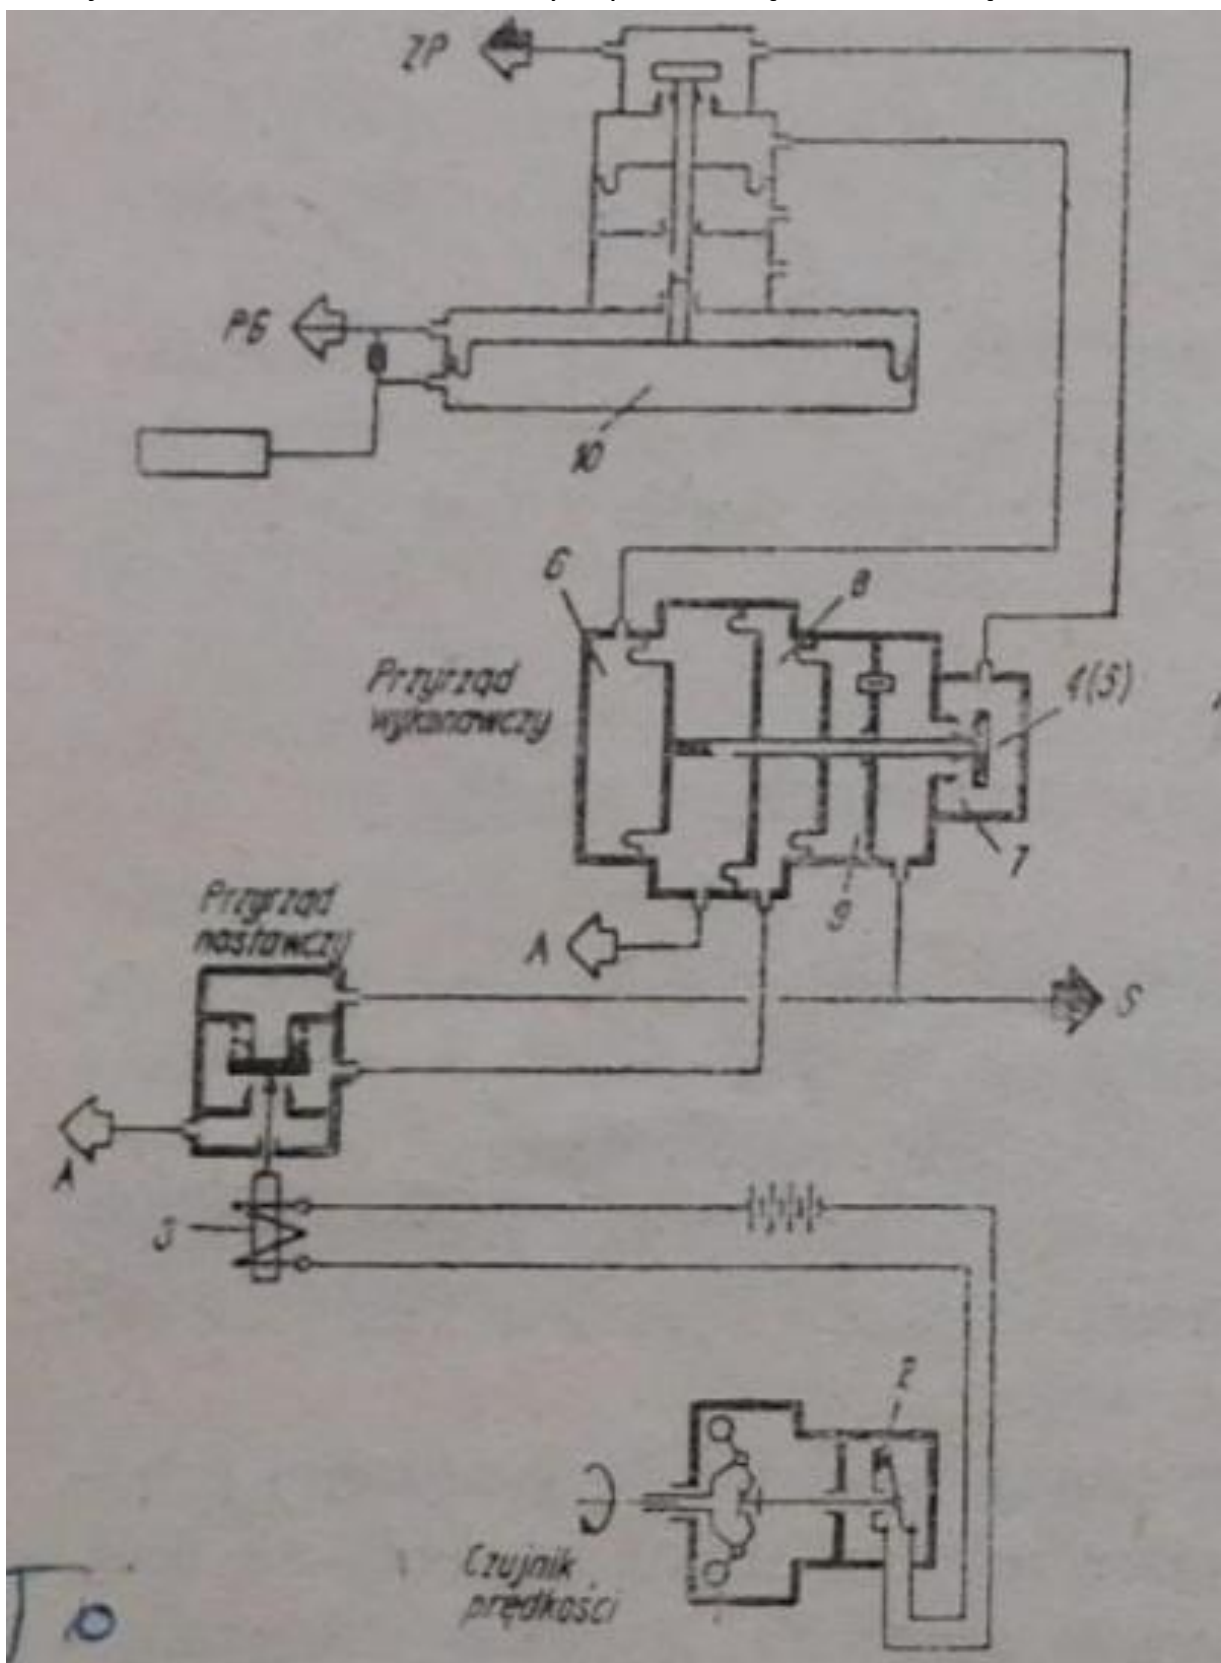 ZP
PG
10
6
8
Przyrząd
wykonawczy
4(5)
7
9
A
Przyrząd
nastawczy
S
A
3
2
Czujnik
prędkości